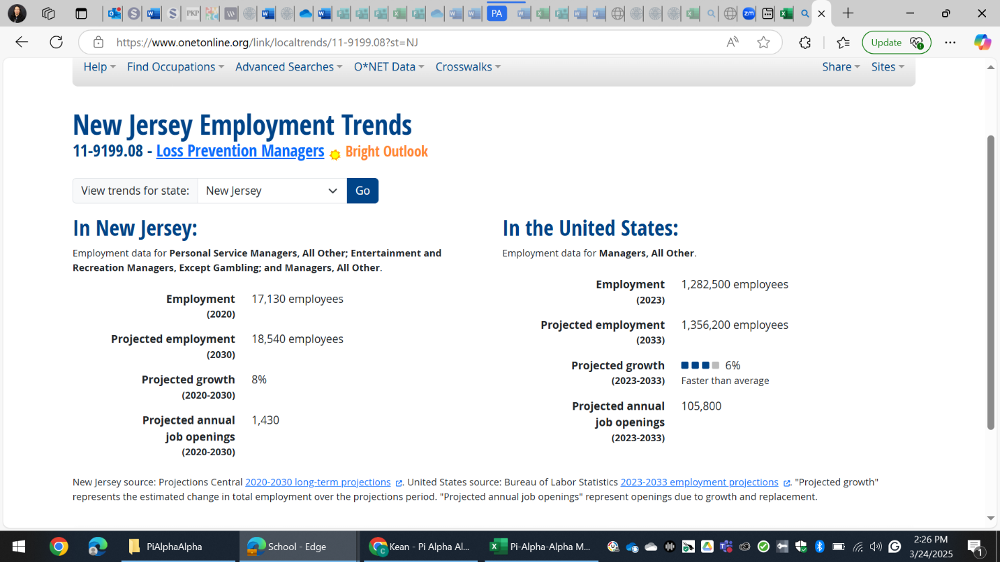 PKP
PA
zm
https://www.onetonline.org/link/localtrends/11-9199.08?st=NJ
Update
Help Find Occupations Advanced Searches O*NET Data Crosswalks Share Sites
New Jersey Employment Trends
11-9199.08 - Loss Prevention Managers Bright Outlook
View trends for state: New Jersey Go
In New Jersey:
Employment data for Personal Service Managers, All Other; Entertainment and
Recreation Managers, Except Gambling; and Managers, All Other.
Employment 17,130 employees
(2020)
Projected employment 18,540 employees
(2030)
Projected growth 8%
(2020-2030)
Projected annual 1,430
job openings
(2020-2030)
In the United States:
Employment data for Managers, All Other.
Employment 1,282,500 employees
(2023)
Projected employment 1,356,200 employees
(2033)
Projected growth 6%
(2023-2033) Faster than average
Projected annual 105,800
job openings
(2023-2033)
New Jersey source: Projections Central 2020-2030 long-term projections . United States source: Bureau of Labor Statistics 2023-2033 employment projections . "Projected growth"
represents the estimated change in total employment over the projections period. "Projected annual job openings" represent openings due to growth and replacement.
PiAlphaAlpha
School - Edge
Kean - Pi Alpha Al...
Pi-Alpha-Alpha M...
2:26 PM
3/24/2025
1